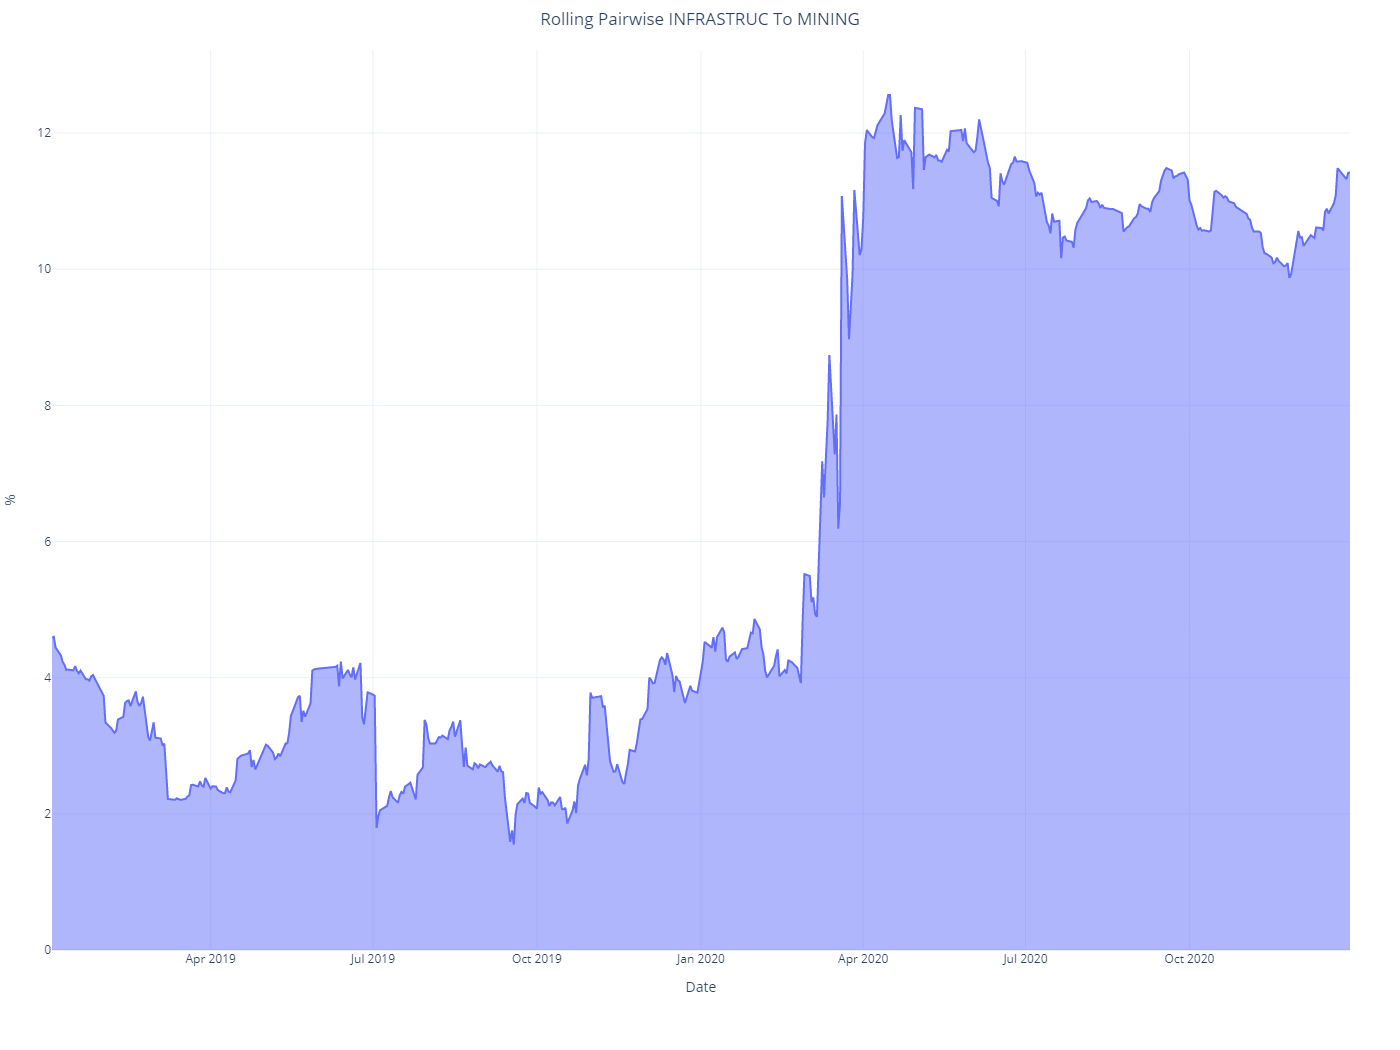 Rolling Pairwise INFRASTRUC To MINING
12
10
8
6
4
2
0
%
Apr 2019
Jul 2019
Oct 2019
Jan 2020
Apr 2020
Jul 2020
Oct 2020
Date